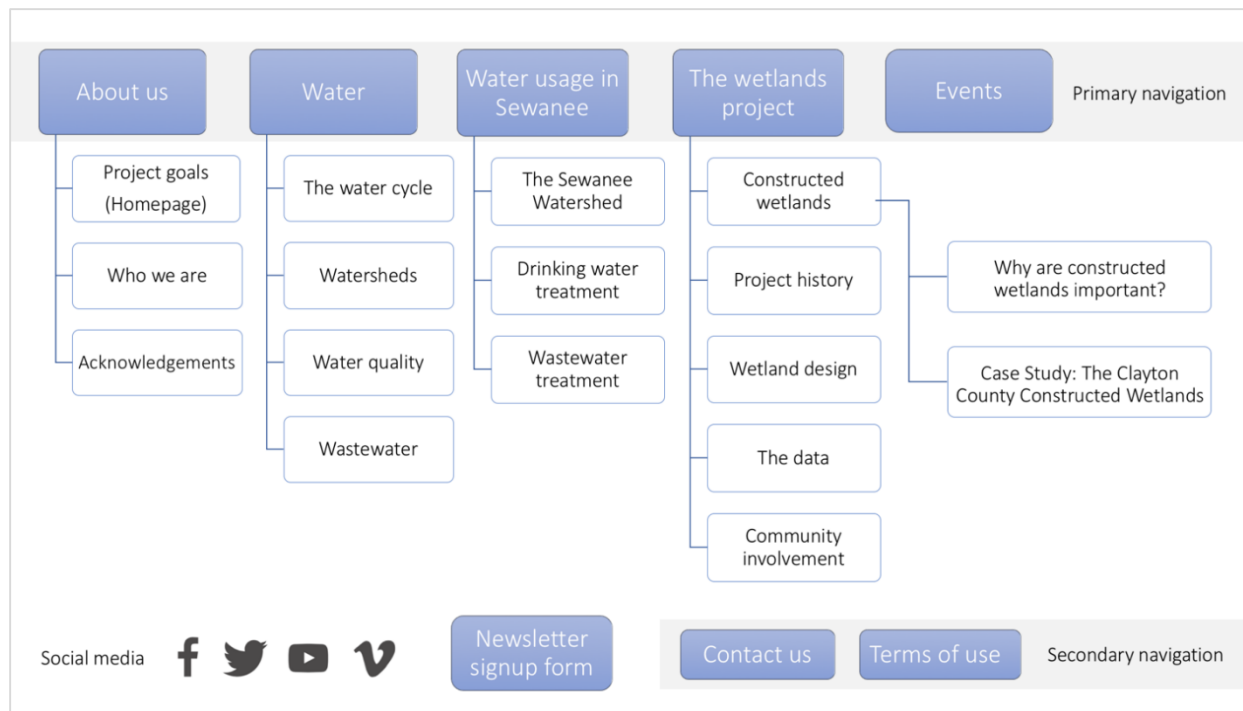 About us
Water
Water usage in
Sewanee
The wetlands
project
Events
Primary navigation
Project goals
(Homepage)
Who we are
Acknowledgements
The water cycle
Watersheds
Water quality
Wastewater
The Sewanee
Watershed
Drinking water
treatment
Wastewater
treatment
Constructed
wetlands
Project history
Wetland design
The data
Community
involvement
Why are constructed
wetlands important?
Case Study: The Clayton
County Constructed Wetlands
Social media
Newsletter
signup form
Contact us
Terms of use
Secondary navigation